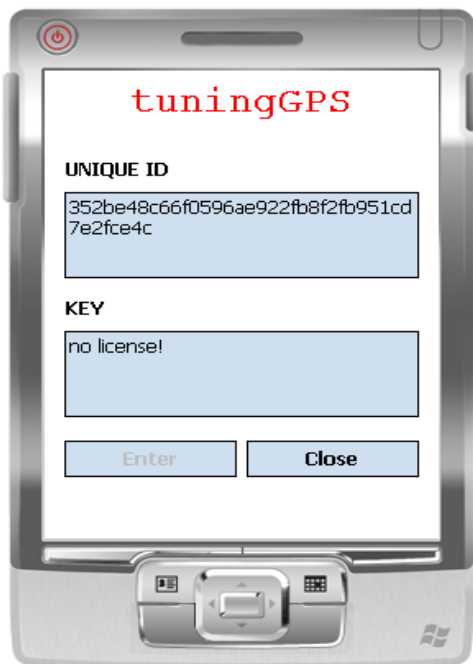 tuningGPS
UNIQUE ID
352be48c66f0596ae922fb8f2fb951cd
7e2fce4c
KEY
no license!
Enter
Close